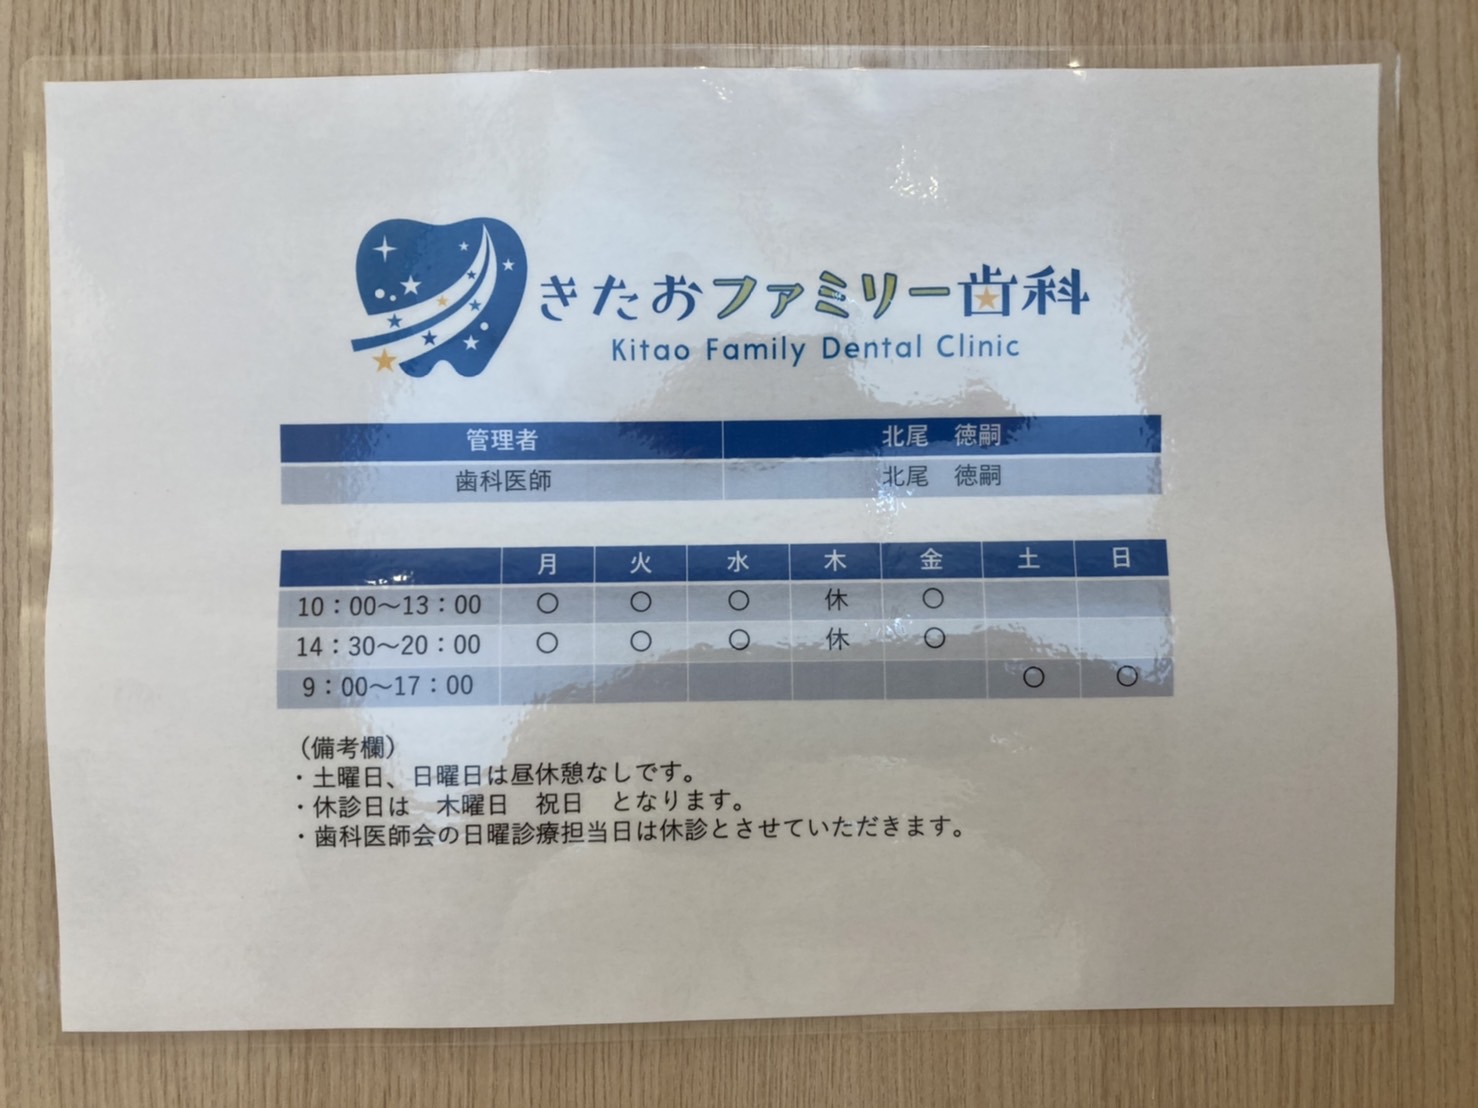 きたおファミリー歯科
Kitao Family Dental Clinic
管理者 北尾　徳嗣
歯科医師 北尾　徳嗣
月 火 水 木 金 土 日
10：00～13：00 〇 〇 〇 休 〇
14：30～20：00 〇 〇 〇 休 〇
9：00～17：00 〇 〇
（備考欄）
・土曜日、日曜日は昼休憩なしです。
・休診日は　木曜日　祝日　となります。
・歯科医師会の日曜診療担当日は休診とさせていただきます。